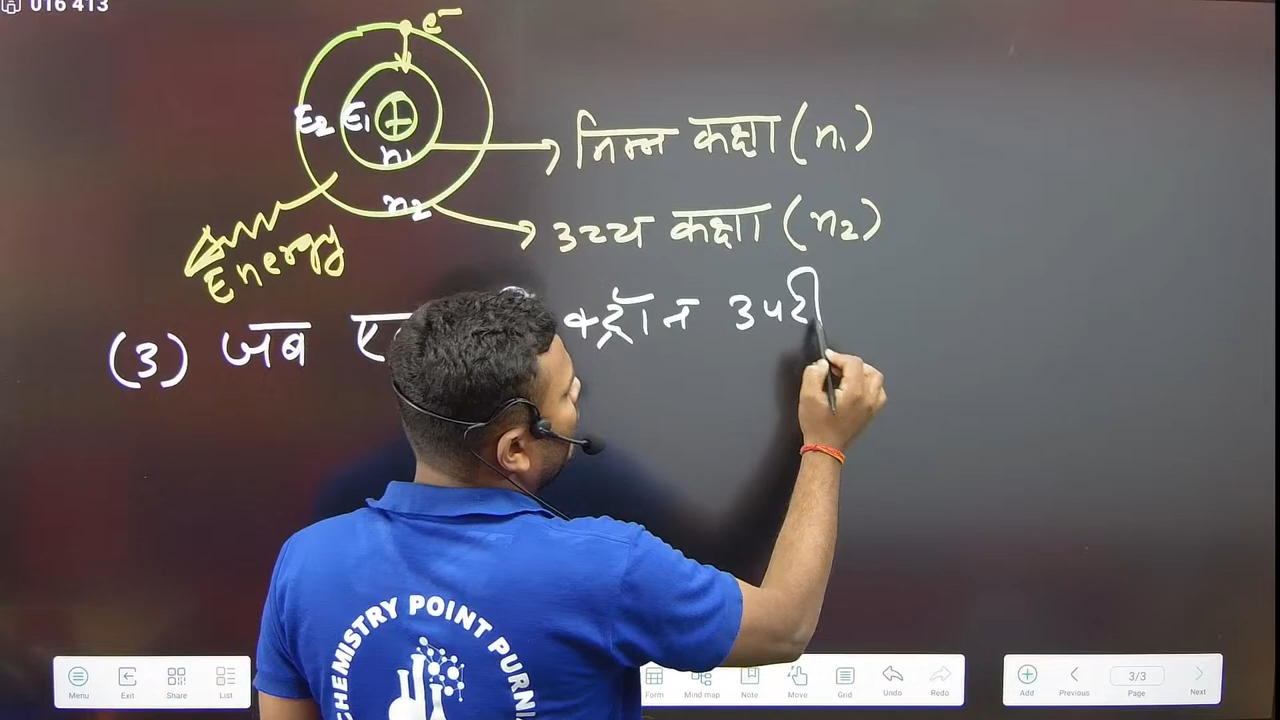 016 413
e⁻
E₂ E₁ +
n₁
n₂
Energy
निम्न कक्षा (n₁)
उच्च कक्षा (n₂)
(3) जब
CHEMISTRY POINT PURNI
Menu Exit Share List Form Mind map Note Move Grid Undo Redo Add Previous 3/3 Page Next